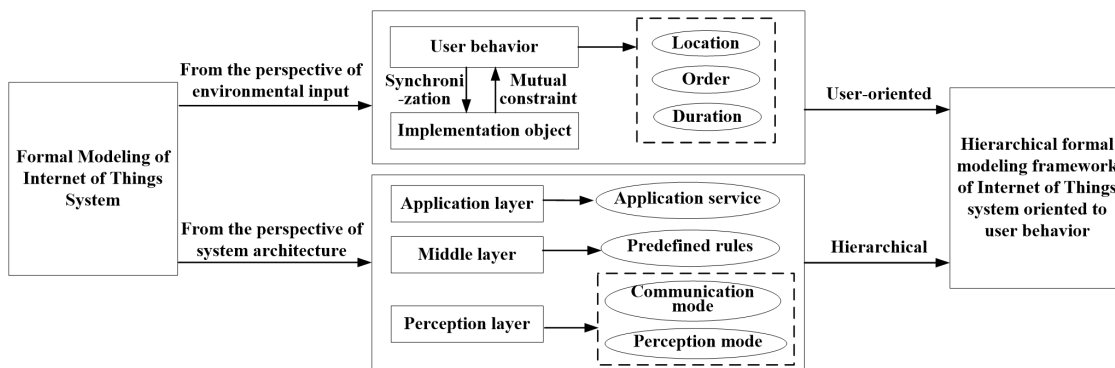 Formal Modeling of
Internet of Things
System
From the perspective of
environmental input
From the perspective of
system architecture
User behavior
Synchroni
-zation
Mutual
constraint
Implementation object
Location
Order
Duration
Application layer
Application service
Middle layer
Predefined rules
Perception layer
Communication
mode
Perception mode
User-oriented
Hierarchical
Hierarchical formal
modeling framework
of Internet of Things
system oriented to
user behavior